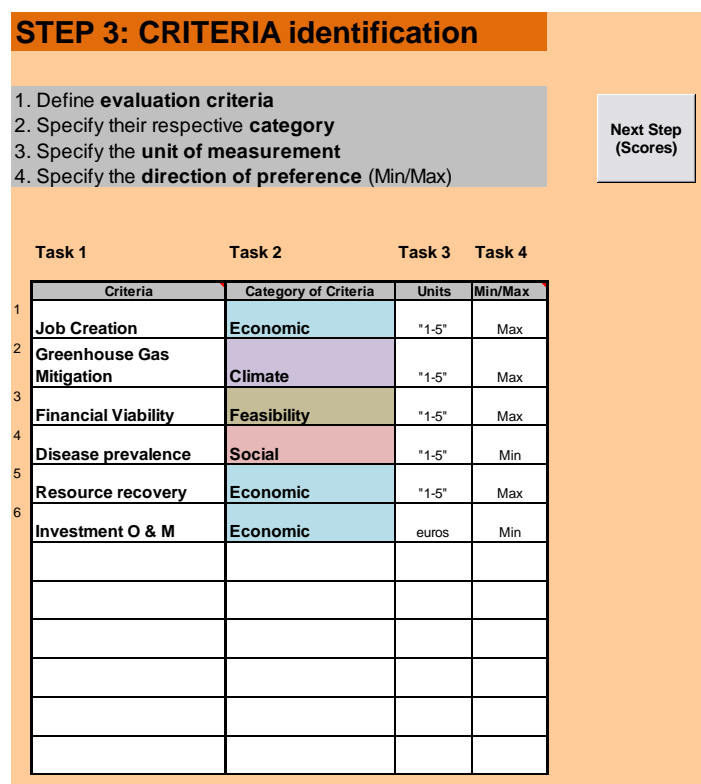 STEP 3: CRITERIA identification
1. Define evaluation criteria
2. Specify their respective category
3. Specify the unit of measurement
4. Specify the direction of preference (Min/Max)
Next Step
(Scores)
Task 1 Task 2 Task 3 Task 4
Criteria Category of Criteria Units Min/Max
1 Job Creation Economic "1-5" Max
2 Greenhouse Gas
Mitigation Climate "1-5" Max
3 Financial Viability Feasibility "1-5" Max
4 Disease prevalence Social "1-5" Min
5 Resource recovery Economic "1-5" Max
6 Investment O & M Economic euros Min